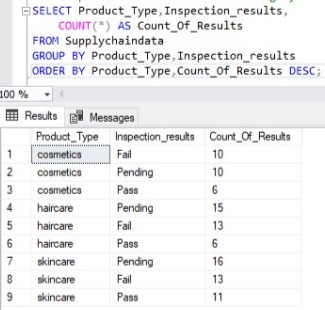 SELECT Product_Type,Inspection_results,
COUNT(*) AS Count_Of_Results
FROM Supplychaindata
GROUP BY Product_Type,Inspection_results
ORDER BY Product_Type,Count_Of_Results DESC;
100 %
Results Messages
Product_Type Inspection_results Count_Of_Results
1 cosmetics Fail 10
2 cosmetics Pending 10
3 cosmetics Pass 6
4 haircare Pending 15
5 haircare Fail 13
6 haircare Pass 6
7 skincare Pending 16
8 skincare Fail 13
9 skincare Pass 11